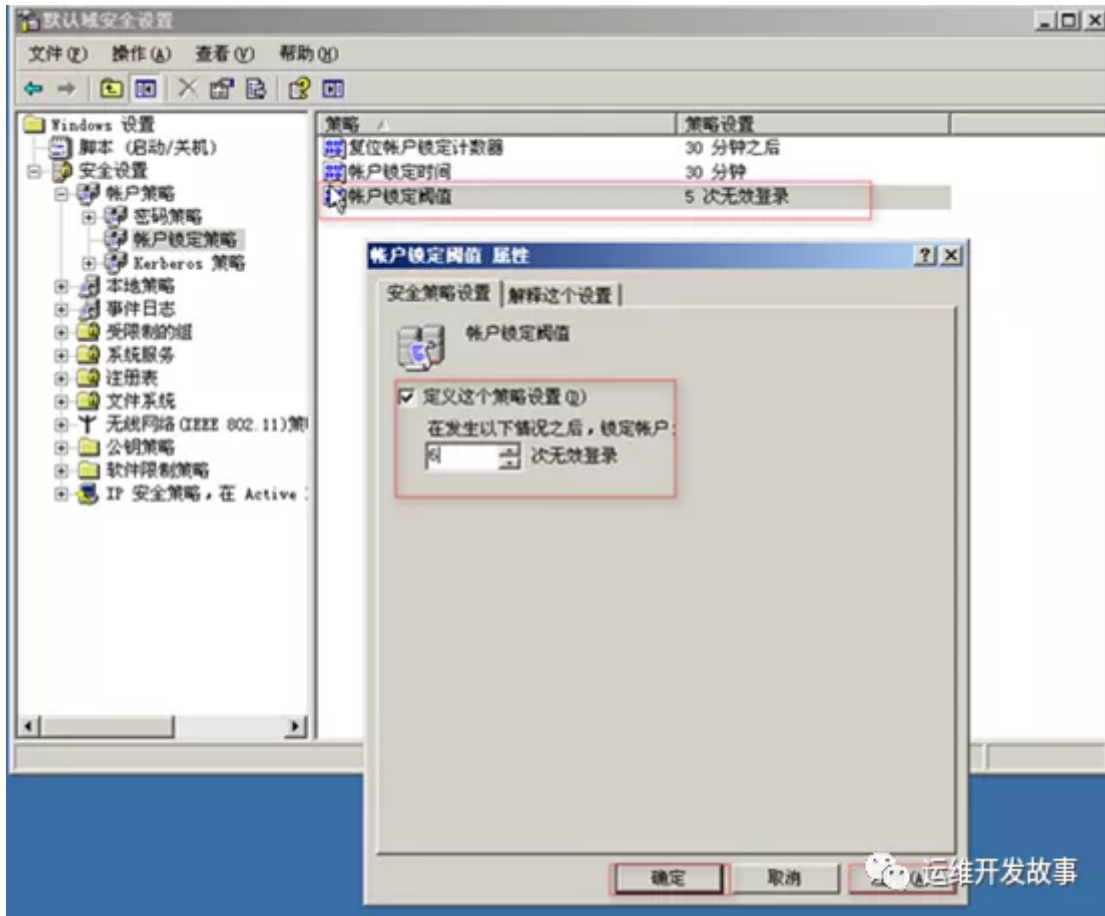 默认域安全设置
文件(F) 操作(A) 查看(V) 帮助(H)
Windows 设置
脚本 (启动/关机)
安全设置
帐户策略
密码策略
帐户锁定策略
Kerberos 策略
本地策略
事件日志
受限制的组
系统服务
注册表
文件系统
无线网络(IEEE 802.11)策
公钥策略
软件限制策略
IP 安全策略，在 Active
策略 策略设置
复位帐户锁定计数器 30 分钟之后
帐户锁定时间 30 分钟
帐户锁定阈值 5 次无效登录
帐户锁定阈值 属性
安全策略设置 解释这个设置
帐户锁定阈值
定义这个策略设置(D)
在发生以下情况之后，锁定帐户:
6 次无效登录
确定 取消
运维开发故事